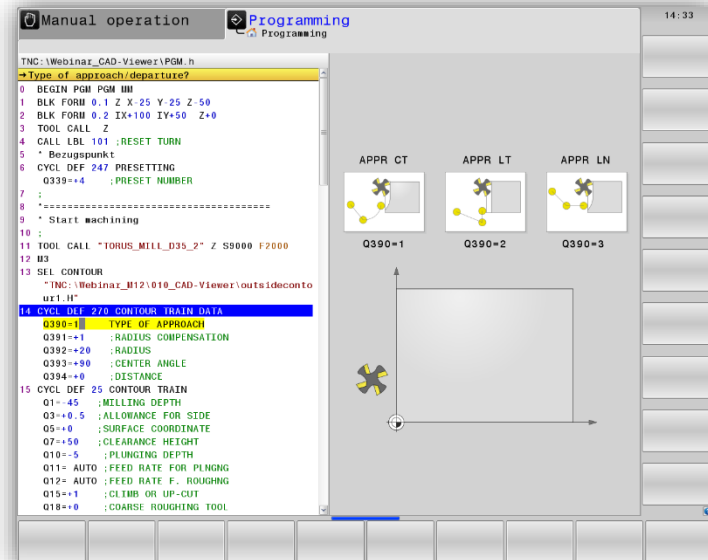 Manual operation
Programming
Programming
14:33
TNC:\Webinar_CAD-Viewer\PGM.h
→Type of approach/departure?
0 BEGIN PGM PGM MM
1 BLK FORM 0.1 Z X-25 Y-25 Z-50
2 BLK FORM 0.2 IX+100 IY+50 Z+0
3 TOOL CALL Z
4 CALL LBL 101 ;RESET TURN
5 * Bezugspunkt
6 CYCL DEF 247 PRESETTING
Q339=+4 ;PRESET NUMBER
7 ;
8 *----------------------------------------
9 * Start machining
10 ;
11 TOOL CALL "TORUS_MILL_D35_2" Z S9000 F2000
12 M3
13 SEL CONTOUR
"TNC:\Webinar_M12\010_CAD-Viewer\outsideconto
ur1.H"
14 CYCL DEF 270 CONTOUR TRAIN DATA
Q390=1 TYPE OF APPROACH
Q391=+1 ;RADIUS COMPENSATION
Q392=+20 ;RADIUS
Q393=+90 ;CENTER ANGLE
Q394=+0 ;DISTANCE
15 CYCL DEF 25 CONTOUR TRAIN
Q1=-45 ;MILLING DEPTH
Q3=+0.5 ;ALLOWANCE FOR SIDE
Q5=+0 ;SURFACE COORDINATE
Q7=+50 ;CLEARANCE HEIGHT
Q10=-5 ;PLUNGING DEPTH
Q11= AUTO ;FEED RATE FOR PLNGNG
Q12= AUTO ;FEED RATE F. ROUGHNG
Q15=+1 ;CLIMB OR UP-CUT
Q18=+0 ;COARSE ROUGHING TOOL
APPR CT APPR LT APPR LN
Q390=1 Q390=2 Q390=3